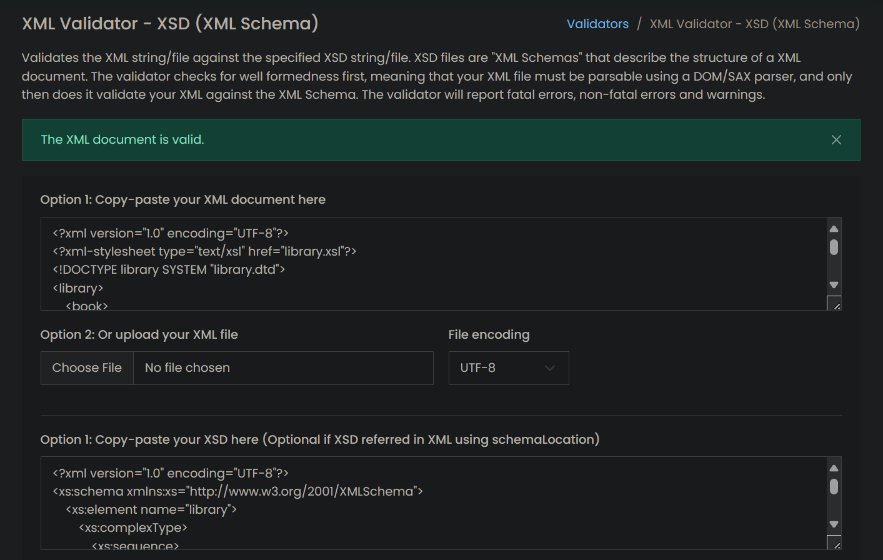 XML Validator - XSD (XML Schema)
Validators / XML Validator - XSD (XML Schema)
Validates the XML string/file against the specified XSD string/file. XSD files are "XML Schemas" that describe the structure of a XML
document. The validator checks for well formedness first, meaning that your XML file must be parsable using a DOM/SAX parser, and only
then does it validate your XML against the XML Schema. The validator will report fatal errors, non-fatal errors and warnings.
The XML document is valid.
Option 1: Copy-paste your XML document here
<?xml version="1.0" encoding="UTF-8"?>
<?xml-stylesheet type="text/xsl" href="library.xsl"?>
<!DOCTYPE library SYSTEM "library.dtd">
<library>
<book>
Option 2: Or upload your XML file
File encoding
Choose File
No file chosen
UTF-8
Option 1: Copy-paste your XSD here (Optional if XSD referred in XML using schemaLocation)
<?xml version="1.0" encoding="UTF-8"?>
<xs:schema xmlns:xs="http://www.w3.org/2001/XMLSchema">
<xs:element name="library">
<xs:complexType>
<xs:sequence>